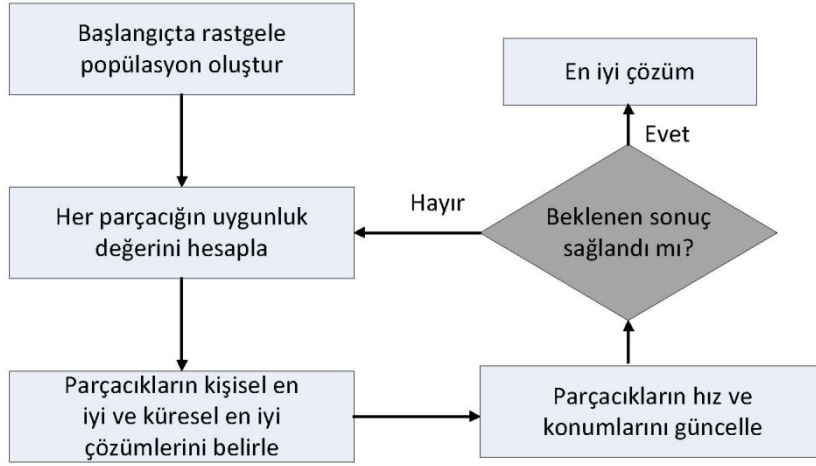 Başlangıçta rastgele
popülasyon oluştur
Her parçacığın uygunluk
değerini hesapla
Parçacıkların kişisel en
iyi ve küresel en iyi
çözümlerini belirle
Parçacıkların hız ve
konumlarını güncelle
Beklenen sonuç
sağlandı mı?
Hayır
Evet
En iyi çözüm